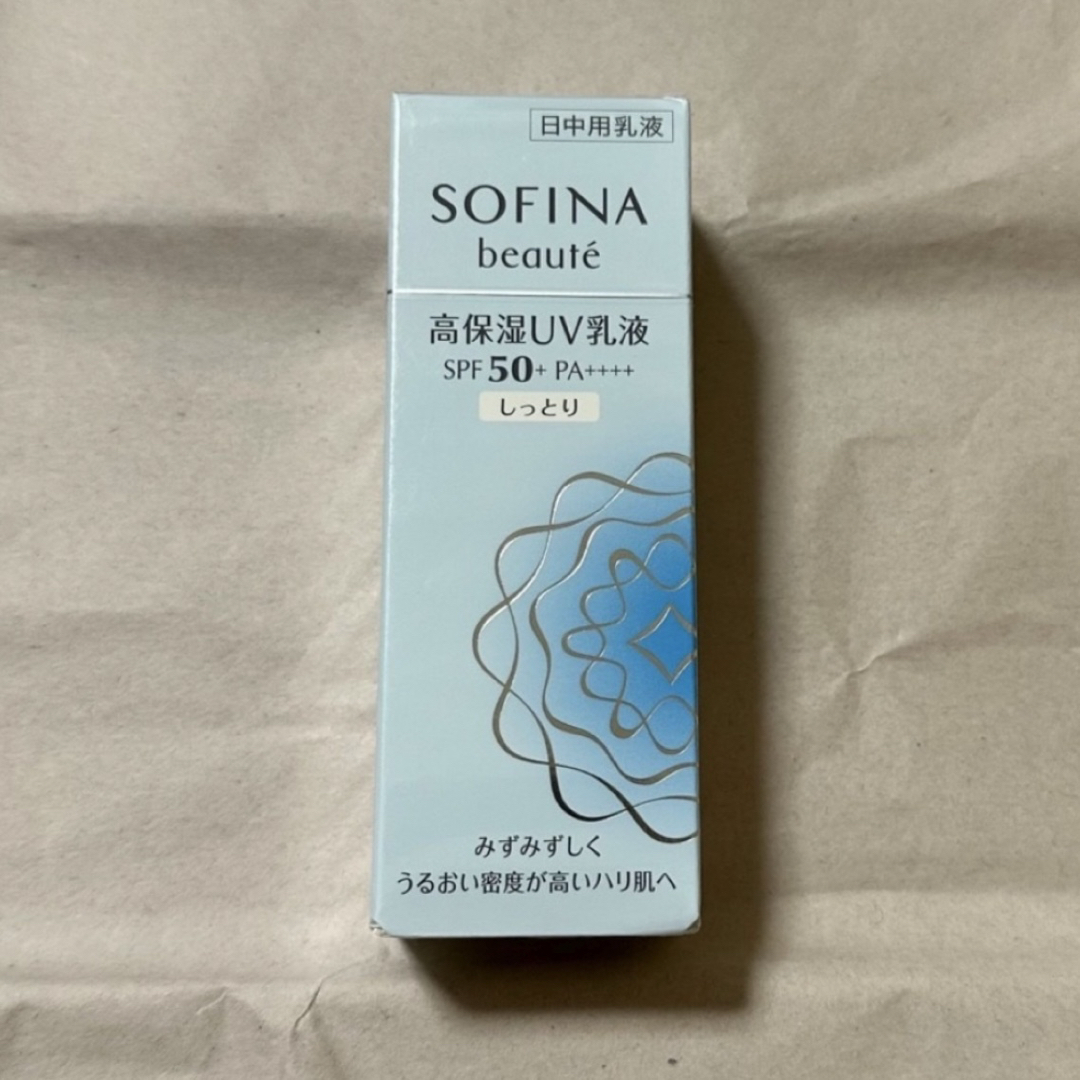 日中用乳液
SOFINA
beauté
高保湿UV乳液
SPF 50+ PA++++
しっとり
みずみずしく
うるおい密度が高いハリ肌へ